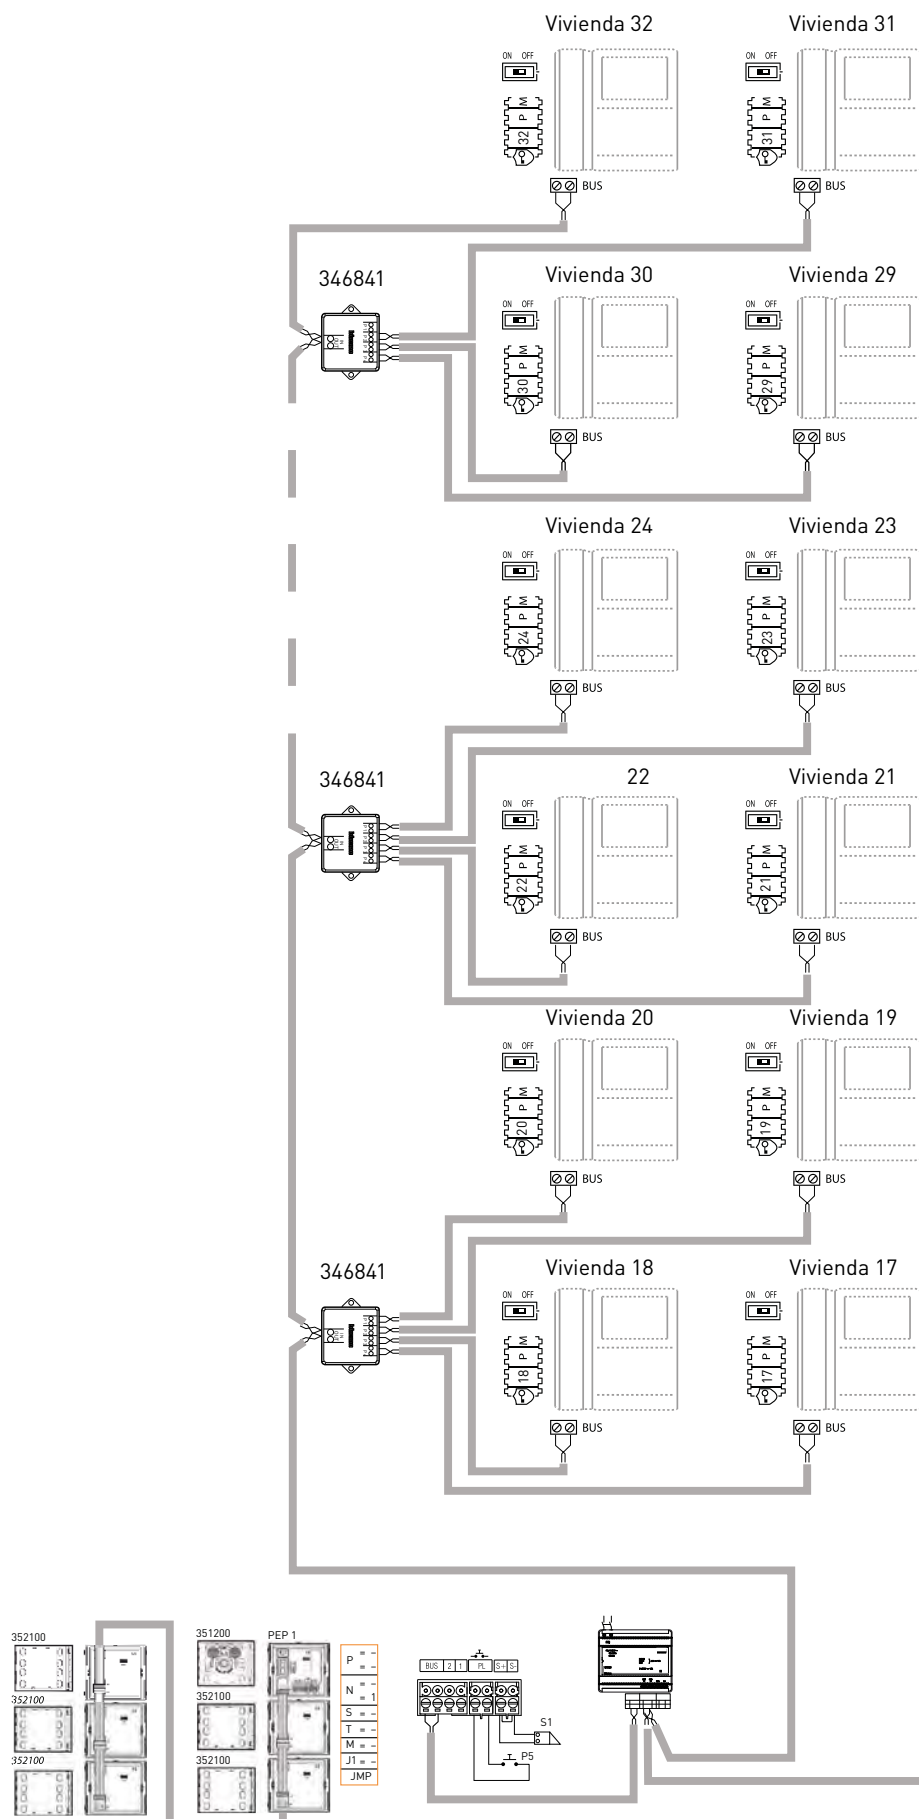 Vivienda 32
Vivienda 31
ON OFF
ON OFF
M
P
32
M
P
31
BUS
BUS
346841
Vivienda 30
Vivienda 29
ON OFF
ON OFF
M
P
30
M
P
29
BUS
BUS
Vivienda 24
Vivienda 23
ON OFF
ON OFF
M
P
24
M
P
23
BUS
BUS
346841
22
Vivienda 21
ON OFF
ON OFF
M
P
22
M
P
21
BUS
BUS
Vivienda 20
Vivienda 19
ON OFF
ON OFF
M
P
20
M
P
19
BUS
BUS
346841
Vivienda 18
Vivienda 17
ON OFF
ON OFF
M
P
18
M
P
17
BUS
BUS
352100
352100
352100
351200
PEP 1
352100
352100
P = -
= -
N = -
= 1
S = -
T = -
M = -
J1 = -
JMP
BUS 2 1 PL S+ S-
S1
P5